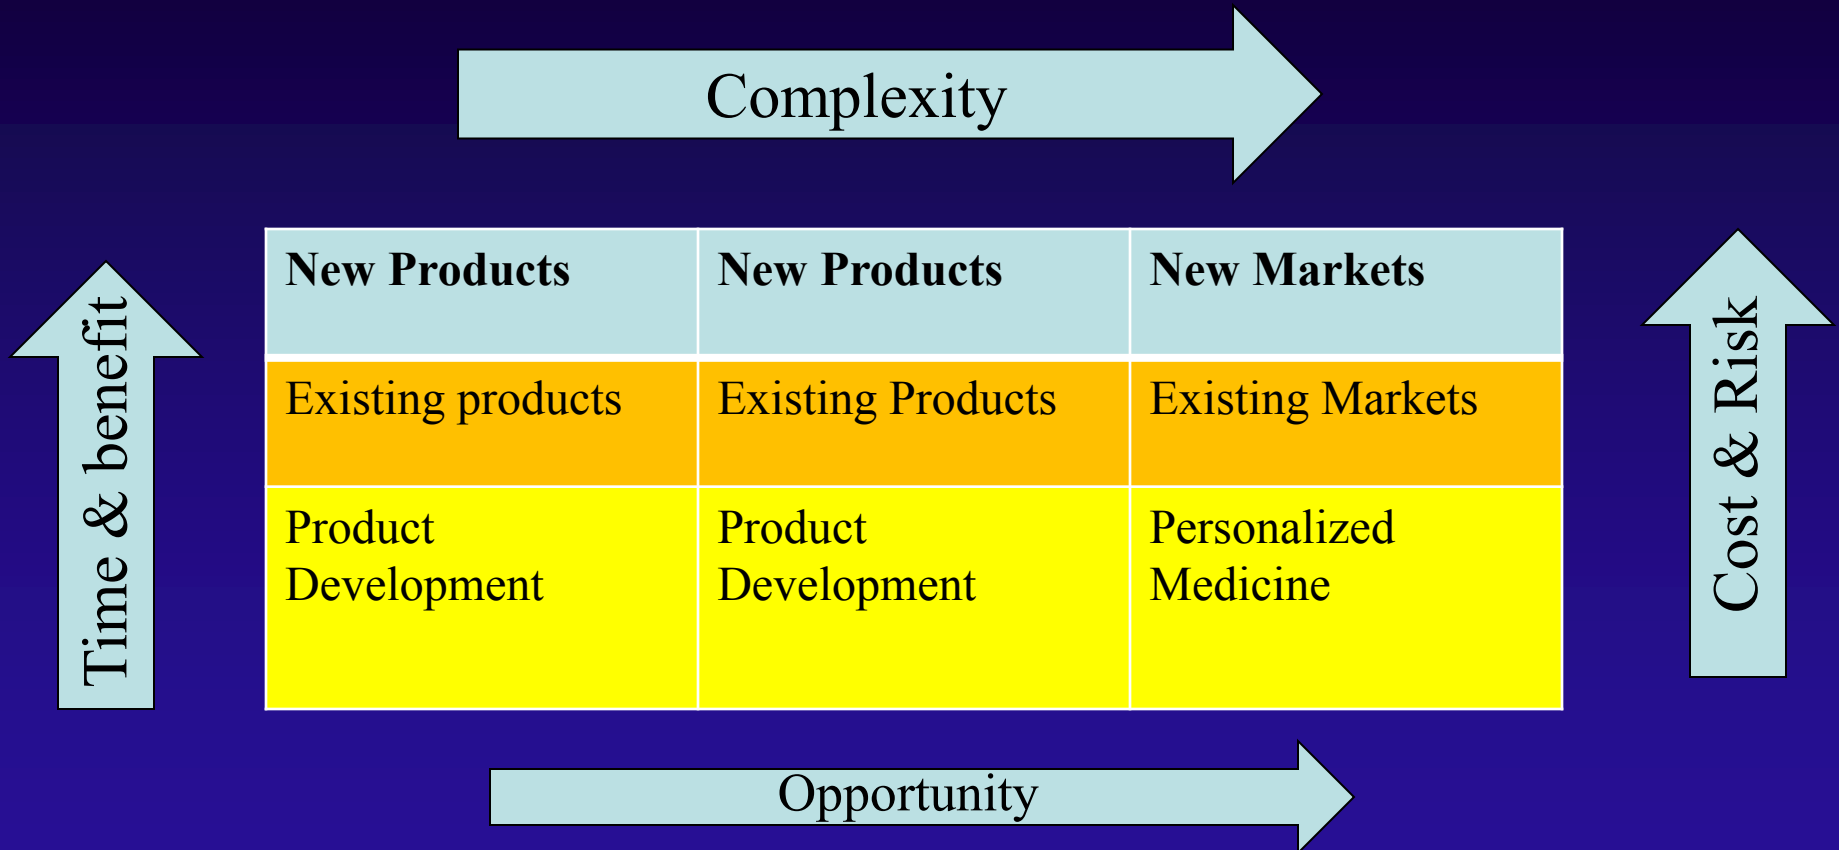 Complexity
New Products
New Products
New Markets
Time & benefit
Cost & Risk
Existing products
Existing Products
Existing Markets
Product
Development
Product
Development
Personalized
Medicine
Opportunity